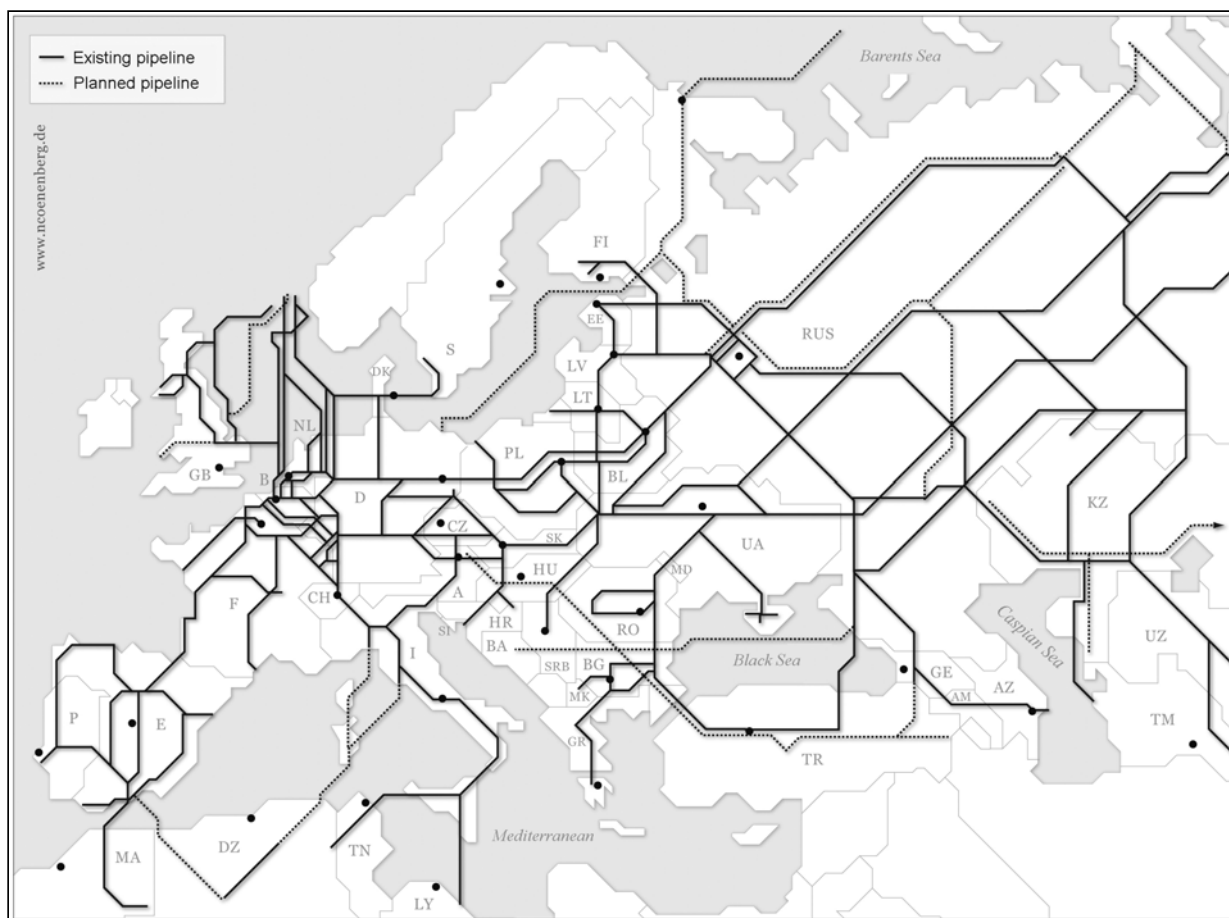 Existing pipeline
Planned pipeline
www.ncoenenberg.de
Barents Sea
FI
RUS
EE
S
LV
DK
LT
NL
PL
GB
B
D
BL
KZ
CZ
SK
UA
HU
MD
CH
A
F
HR
RO
SI
I
BA
Black Sea
Caspian Sea
UZ
SRB
BG
GE
AZ
MK
AM
P
E
GR
TM
TR
Mediterranean
MA
DZ
TN
LY